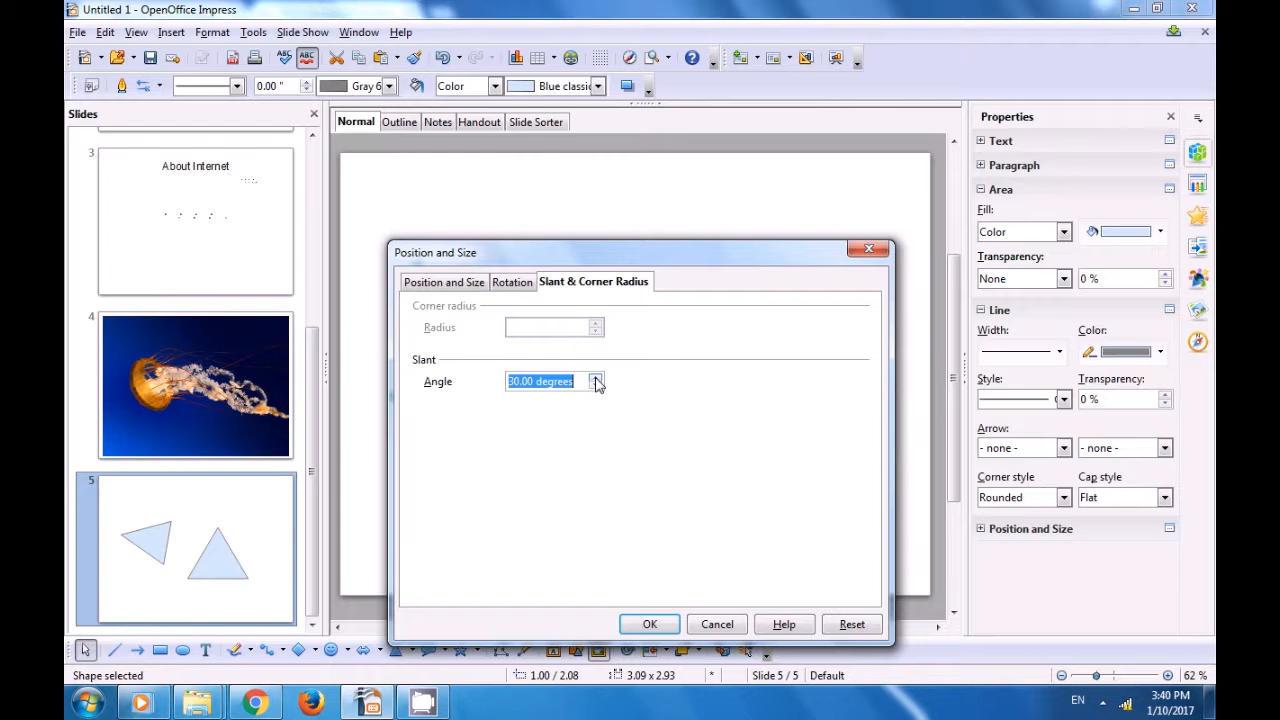 Untitled 1 - OpenOffice Impress
File Edit View Insert Format Tools Slide Show Window Help
0.00 " Gray 6 Color Blue classic
Slides
Normal Outline Notes Handout Slide Sorter
3
About Internet
4
5
Position and Size
Position and Size Rotation Slant & Corner Radius
Corner radius
Radius
Slant
Angle 30.00 degrees
OK Cancel Help Reset
Properties
Text
Paragraph
Area
Fill:
Color
Transparency:
None 0 %
Line
Width: Color:
Style: Transparency:
0 %
Arrow:
- none - - none -
Corner style Cap style
Rounded Flat
Position and Size
Shape selected 1.00 / 2.08 3.09 x 2.93 * Slide 5 / 5 Default 62 %
EN 3:40 PM
1/10/2017